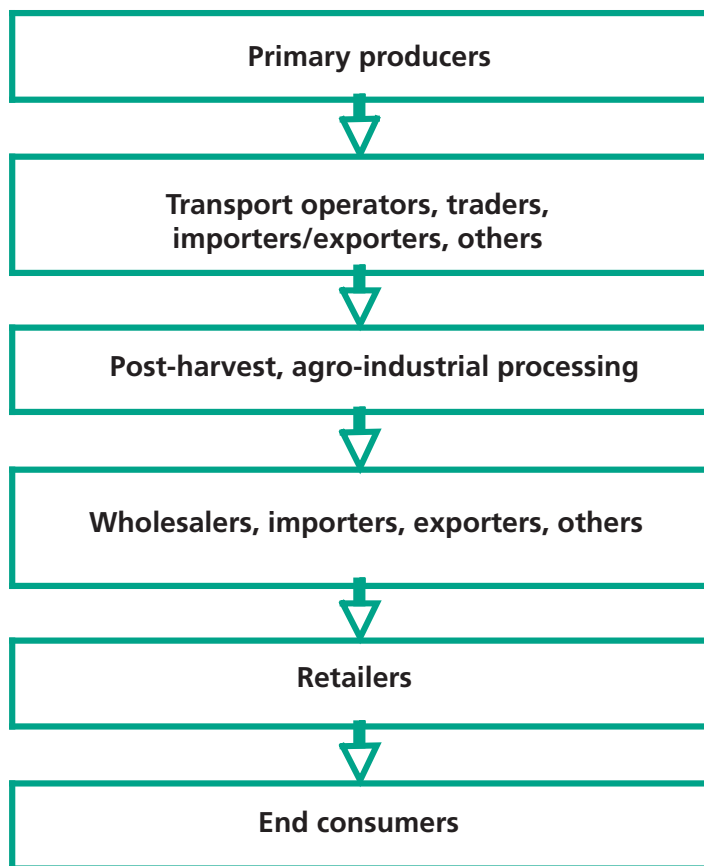 Primary producers
Transport operators, traders,
importers/exporters, others
Post-harvest, agro-industrial processing
Wholesalers, importers, exporters, others
Retailers
End consumers